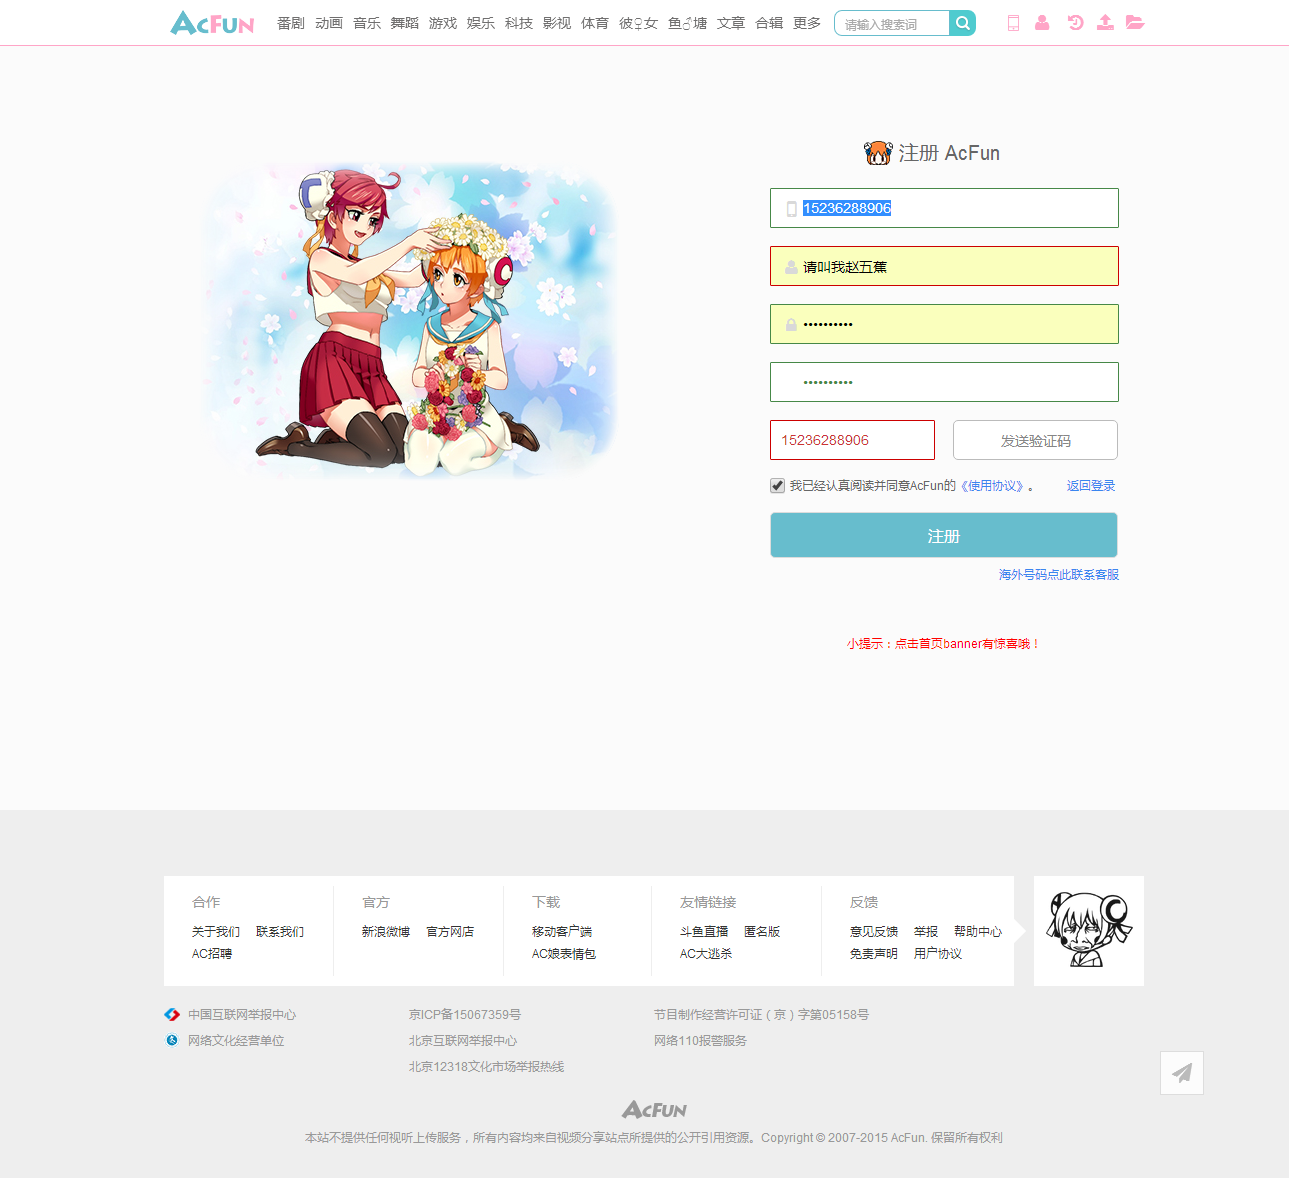 AcFun 番剧 动画 音乐 舞蹈 游戏 娱乐 科技 影视 体育 彼♀女 鱼♂塘 文章 合辑 更多 请输入搜索词
注册 AcFun
15236288906
请叫我赵五蕉
••••••••••
••••••••••
15236288906 发送验证码
我已经认真阅读并同意AcFun的《使用协议》。 返回登录
注册
海外号码点此联系客服
小提示：点击首页banner有惊喜哦！
合作 官方 下载 友情链接 反馈
关于我们 联系我们 新浪微博 官方网店 移动客户端 斗鱼直播 匿名版 意见反馈 举报 帮助中心
AC招聘 AC娘表情包 AC大逃杀 免责声明 用户协议
中国互联网举报中心 京ICP备15067359号 节目制作经营许可证（京）字第05158号
网络文化经营单位 北京互联网举报中心 网络110报警服务
北京12318文化市场举报热线
AcFun
本站不提供任何视听上传服务，所有内容均来自视频分享站点所提供的公开引用资源。Copyright © 2007-2015 AcFun. 保留所有权利